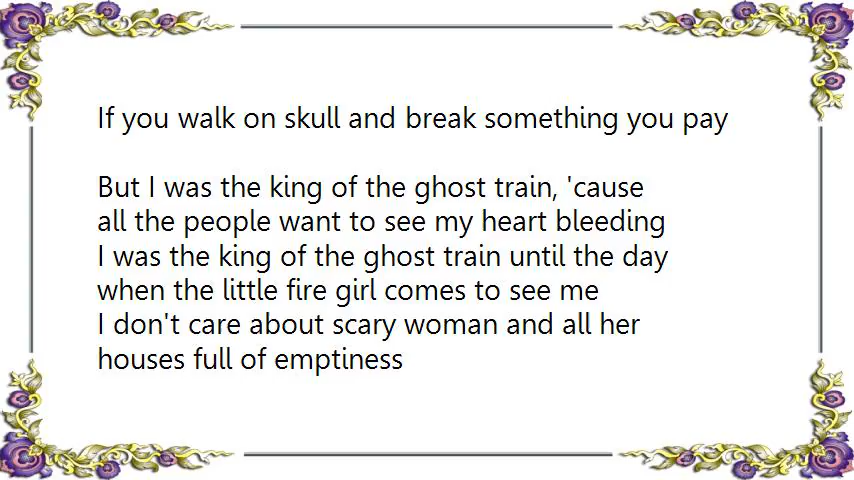 If you walk on skull and break something you pay
But I was the king of the ghost train, 'cause
all the people want to see my heart bleeding
I was the king of the ghost train until the day
when the little fire girl comes to see me
I don't care about scary woman and all her
houses full of emptiness